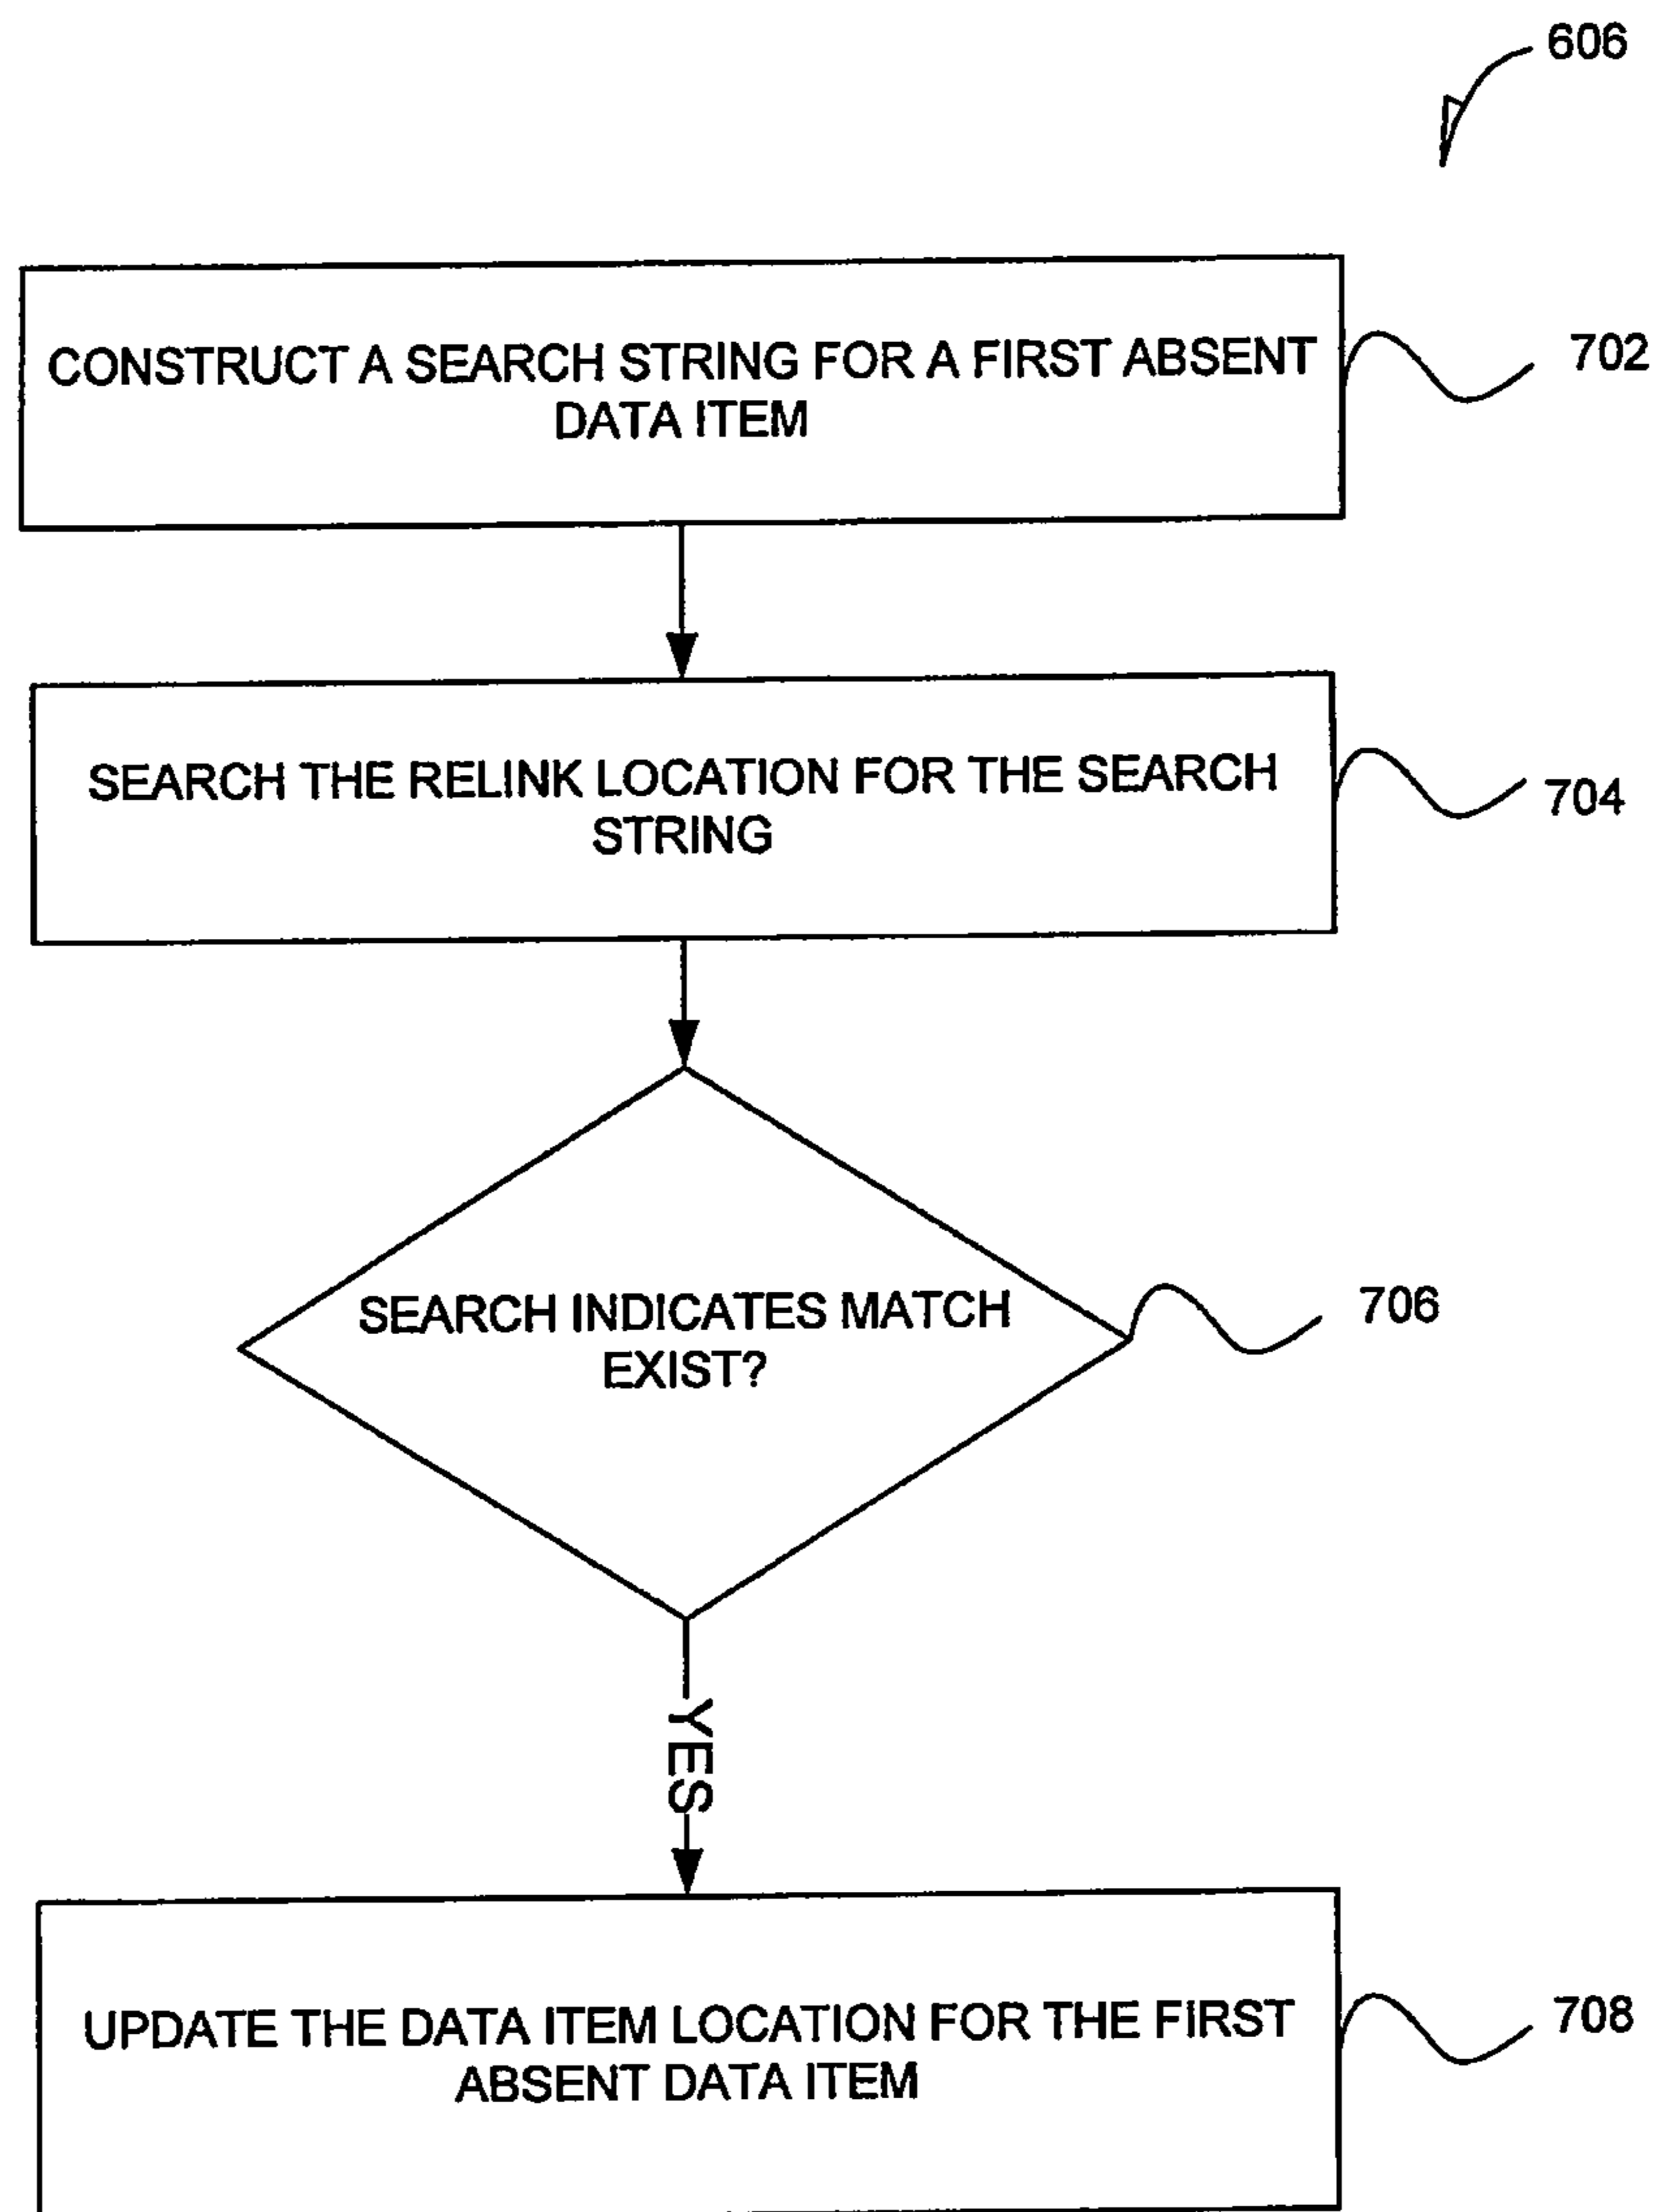 606
CONSTRUCT A SEARCH STRING FOR A FIRST ABSENT
DATA ITEM
702
SEARCH THE RELINK LOCATION FOR THE SEARCH
STRING
704
SEARCH INDICATES MATCH
EXIST?
706
YES
UPDATE THE DATA ITEM LOCATION FOR THE FIRST
ABSENT DATA ITEM
708